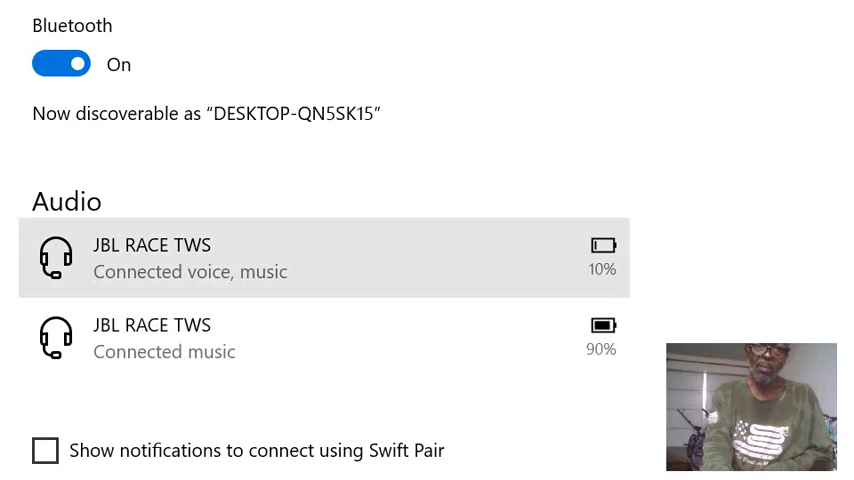 Bluetooth
On
Now discoverable as “DESKTOP-QN5SK15”
Audio
JBL RACE TWS
Connected voice, music
10%
JBL RACE TWS
Connected music
90%
Show notifications to connect using Swift Pair